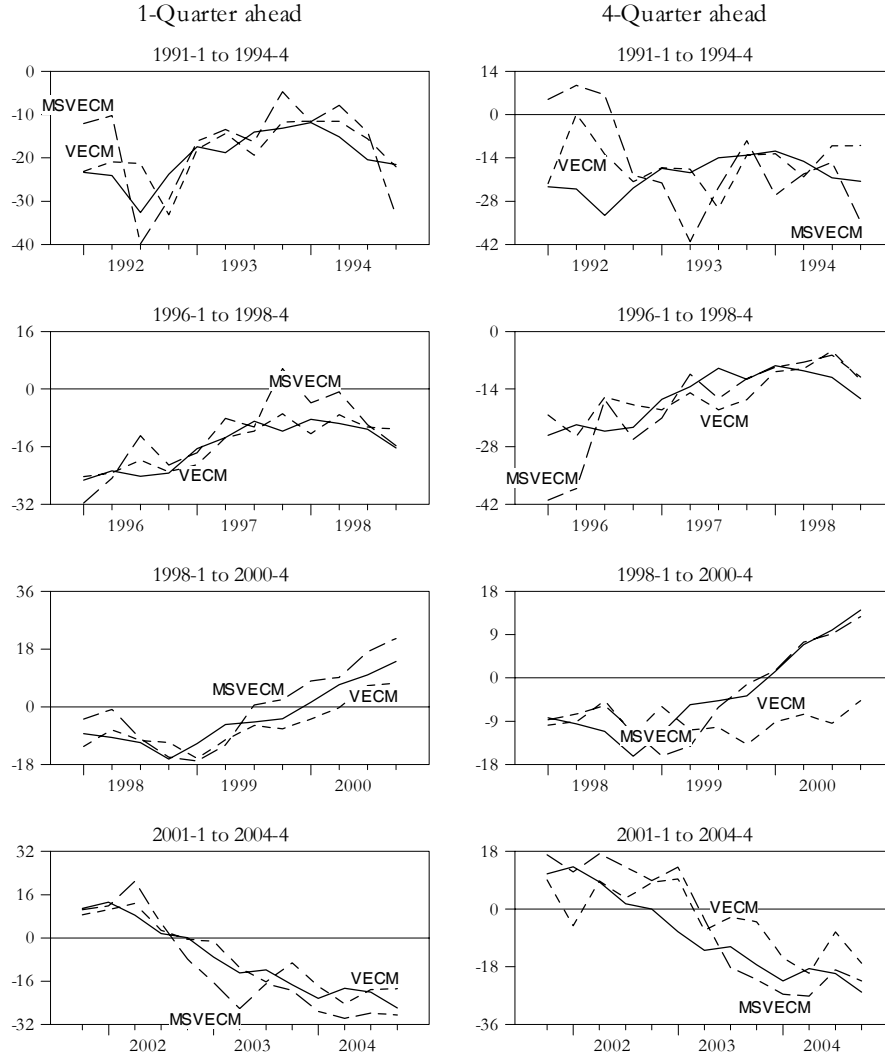 1-Quarter ahead
4-Quarter ahead
1991-1 to 1994-4
0
-10
-20
-30
-40
MSVECM
VECM
1992
1993
1994
1991-1 to 1994-4
14
0
-14
-28
-42
VECM
MSVECM
1992
1993
1994
1996-1 to 1998-4
16
0
-16
-32
MSVECM
VECM
1996
1997
1998
1996-1 to 1998-4
0
-14
-28
-42
VECM
MSVECM
1996
1997
1998
1998-1 to 2000-4
36
18
0
-18
MSVECM
VECM
1998
1999
2000
1998-1 to 2000-4
18
9
0
-9
-18
VECM
MSVECM
1998
1999
2000
2001-1 to 2004-4
32
16
0
-16
-32
VECM
MSVECM
2002
2003
2004
2001-1 to 2004-4
18
0
-18
-36
VECM
MSVECM
2002
2003
2004